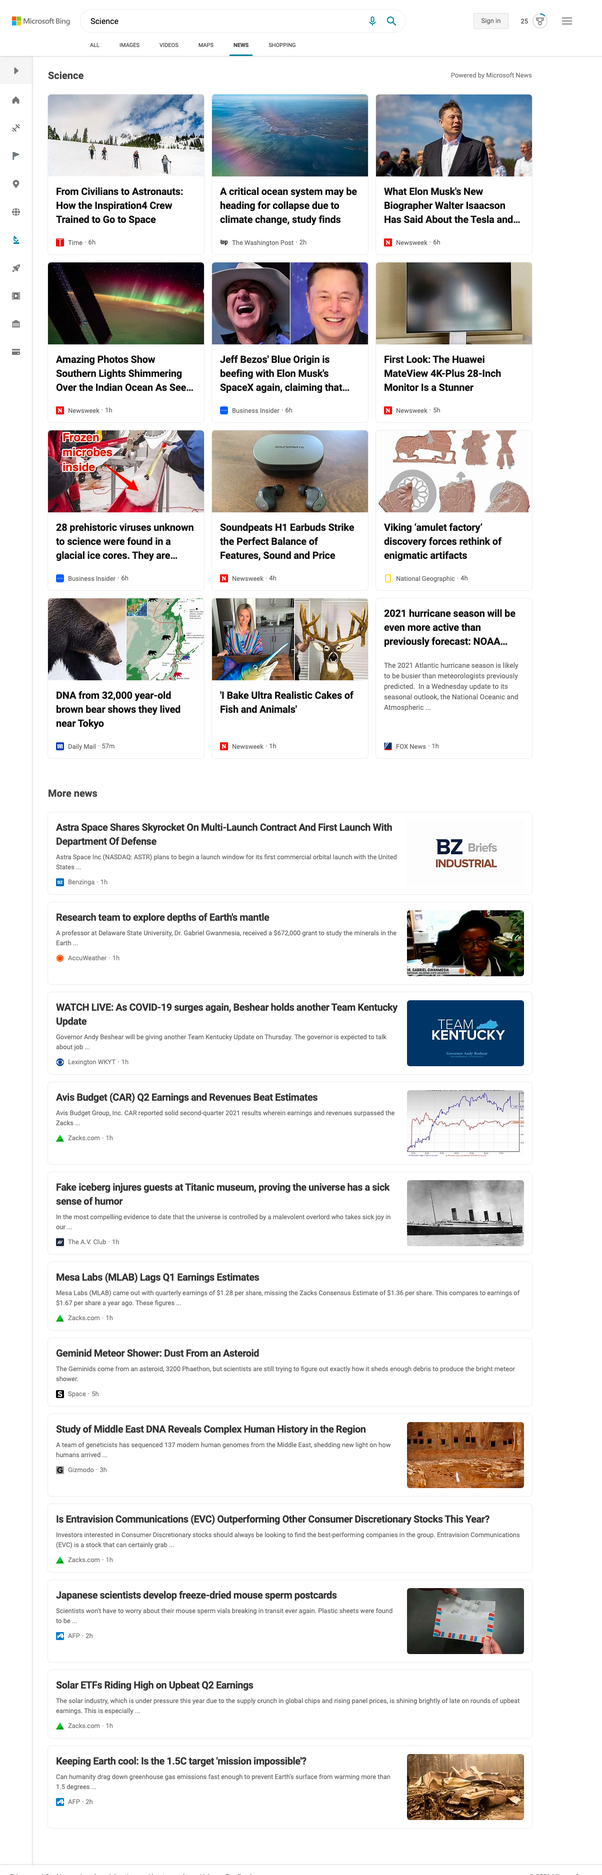 Microsoft Bing
Science
Sign in
25
ALL
IMAGES
VIDEOS
MAPS
NEWS
SHOPPING
Science
Powered by Microsoft News
From Civilians to Astronauts:
How the Inspiration4 Crew
Trained to Go to Space
Time · 6h
A critical ocean system may be
heading for collapse due to
climate change, study finds
The Washington Post · 2h
What Elon Musk's New
Biographer Walter Isaacson
Has Said About the Tesla and...
Newsweek · 6h
Amazing Photos Show
Southern Lights Shimmering
Over the Indian Ocean As See...
Newsweek · 1h
Jeff Bezos' Blue Origin is
beefing with Elon Musk's
SpaceX again, claiming that...
Business Insider · 6h
First Look: The Huawei
MateView 4K-Plus 28-Inch
Monitor Is a Stunner
Newsweek · 5h
Frozen
microbes
inside
28 prehistoric viruses unknown
to science were found in a
glacial ice cores. They are...
Business Insider · 6h
Soundpeats H1 Earbuds Strike
the Perfect Balance of
Features, Sound and Price
Newsweek · 4h
Viking 'amulet factory'
discovery forces rethink of
enigmatic artifacts
National Geographic · 4h
DNA from 32,000 year-old
brown bear shows they lived
near Tokyo
Daily Mail · 57m
'I Bake Ultra Realistic Cakes of
Fish and Animals'
Newsweek · 1h
2021 hurricane season will be
even more active than
previously forecast: NOAA...
The 2021 Atlantic hurricane season is likely
to be busier than meteorologists previously
predicted. In a Wednesday update to its
seasonal outlook, the National Oceanic and
Atmospheric ...
FOX News · 1h
More news
Astra Space Shares Skyrocket On Multi-Launch Contract And First Launch With
Department Of Defense
Astra Space Inc (NASDAQ: ASTR) plans to begin a launch window for its first commercial orbital launch with the United
States ...
Benzinga · 1h
BZ Briefs
INDUSTRIAL
Research team to explore depths of Earth's mantle
A professor at Delaware State University, Dr. Gabriel Gwanmesia, received a $672,000 grant to study the minerals in the
Earth ...
AccuWeather · 1h
DR. GABRIEL GWANMESIA
WATCH LIVE: As COVID-19 surges again, Beshear holds another Team Kentucky
Update
Governor Andy Beshear will be giving another Team Kentucky Update on Thursday. The governor is expected to talk
about job ...
Lexington WKYT · 1h
TEAM
KENTUCKY
Governor Andy Beshear
Avis Budget (CAR) Q2 Earnings and Revenues Beat Estimates
Avis Budget Group, Inc. CAR reported solid second-quarter 2021 results wherein earnings and revenues surpassed the
Zacks ...
Zacks.com · 1h
Fake iceberg injures guests at Titanic museum, proving the universe has a sick
sense of humor
In the most compelling evidence to date that the universe is controlled by a malevolent overlord who takes sick joy in
our ...
The A.V. Club · 1h
Mesa Labs (MLAB) Lags Q1 Earnings Estimates
Mesa Labs (MLAB) came out with quarterly earnings of $1.28 per share, missing the Zacks Consensus Estimate of $1.36 per share. This compares to earnings of
$1.67 per share a year ago. These figures ...
Zacks.com · 1h
Geminid Meteor Shower: Dust From an Asteroid
The Geminids come from an asteroid, 3200 Phaethon, but scientists are still trying to figure out exactly how it sheds enough debris to produce the bright meteor
shower.
Space · 5h
Study of Middle East DNA Reveals Complex Human History in the Region
A team of geneticists has sequenced 137 modern human genomes from the Middle East, shedding new light on how
humans arrived ...
Gizmodo · 3h
Is Entravision Communications (EVC) Outperforming Other Consumer Discretionary Stocks This Year?
Investors interested in Consumer Discretionary stocks should always be looking to find the best-performing companies in the group. Entravision Communications
(EVC) is a stock that can certainly grab ...
Zacks.com · 1h
Japanese scientists develop freeze-dried mouse sperm postcards
Scientists won't have to worry about their mouse sperm vials breaking in transit ever again. Plastic sheets were found
to be ...
AFP · 2h
Solar ETFs Riding High on Upbeat Q2 Earnings
The solar industry, which is under pressure this year due to the supply crunch in global chips and rising panel prices, is shining brightly of late on rounds of upbeat
earnings. This is especially ...
Zacks.com · 1h
Keeping Earth cool: Is the 1.5C target 'mission impossible'?
Can humanity drag down greenhouse gas emissions fast enough to prevent Earth's surface from warming more than
1.5 degrees ...
AFP · 2h